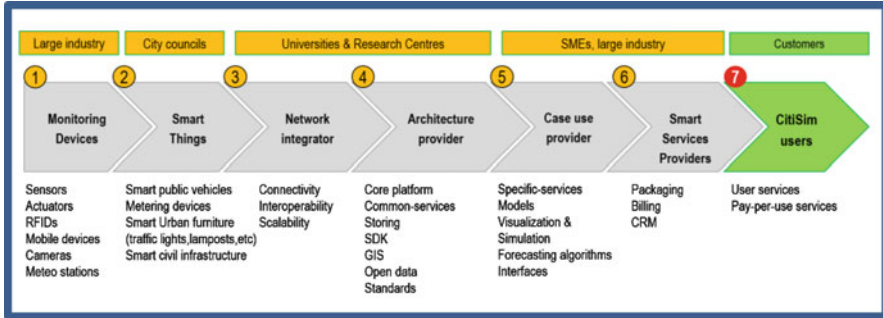 Large industry
City councils
Universities & Research Centres
SMEs, large industry
Customers
1
2
3
4
5
6
7
Monitoring
Devices
Smart
Things
Network
integrator
Architecture
provider
Case use
provider
Smart
Services
Providers
CitiSim
users
Sensors
Actuators
RFIDs
Mobile devices
Cameras
Meteo stations
Smart public vehicles
Metering devices
Smart Urban furniture
(traffic lights,lamposts,etc)
Smart civil infrastructure
Connectivity
Interoperability
Scalability
Core platform
Common-services
Storing
SDK
GIS
Open data
Standards
Specific-services
Models
Visualization &
Simulation
Forecasting algorithms
Interfaces
Packaging
Billing
CRM
User services
Pay-per-use services